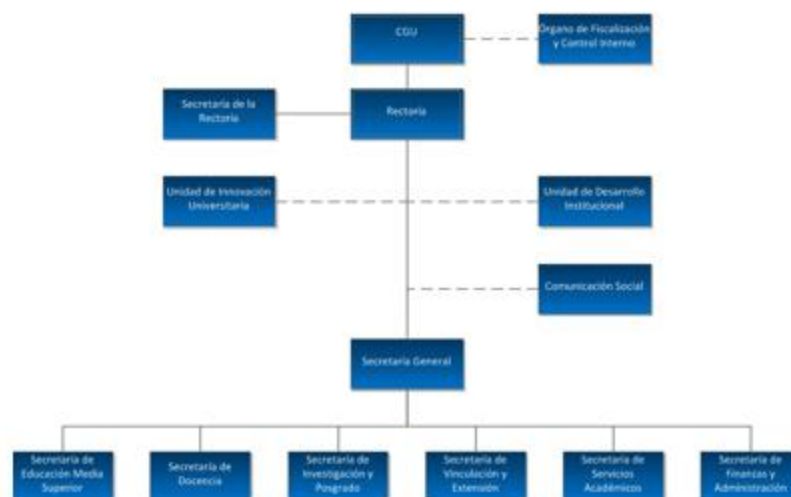 CGU
Órgano de Fiscalización
y Control Interno
Secretaría de la
Rectoría
Rectoría
Unidad de Innovación
Universitaria
Unidad de Desarrollo
Institucional
Comunicación Social
Secretaría General
Secretaría de
Educación Media
Superior
Secretaría de
Docencia
Secretaría de
Investigación y
Posgrado
Secretaría de
Vinculación y
Extensión
Secretaría de
Servicios
Académicos
Secretaría de
Finanzas y
Administración